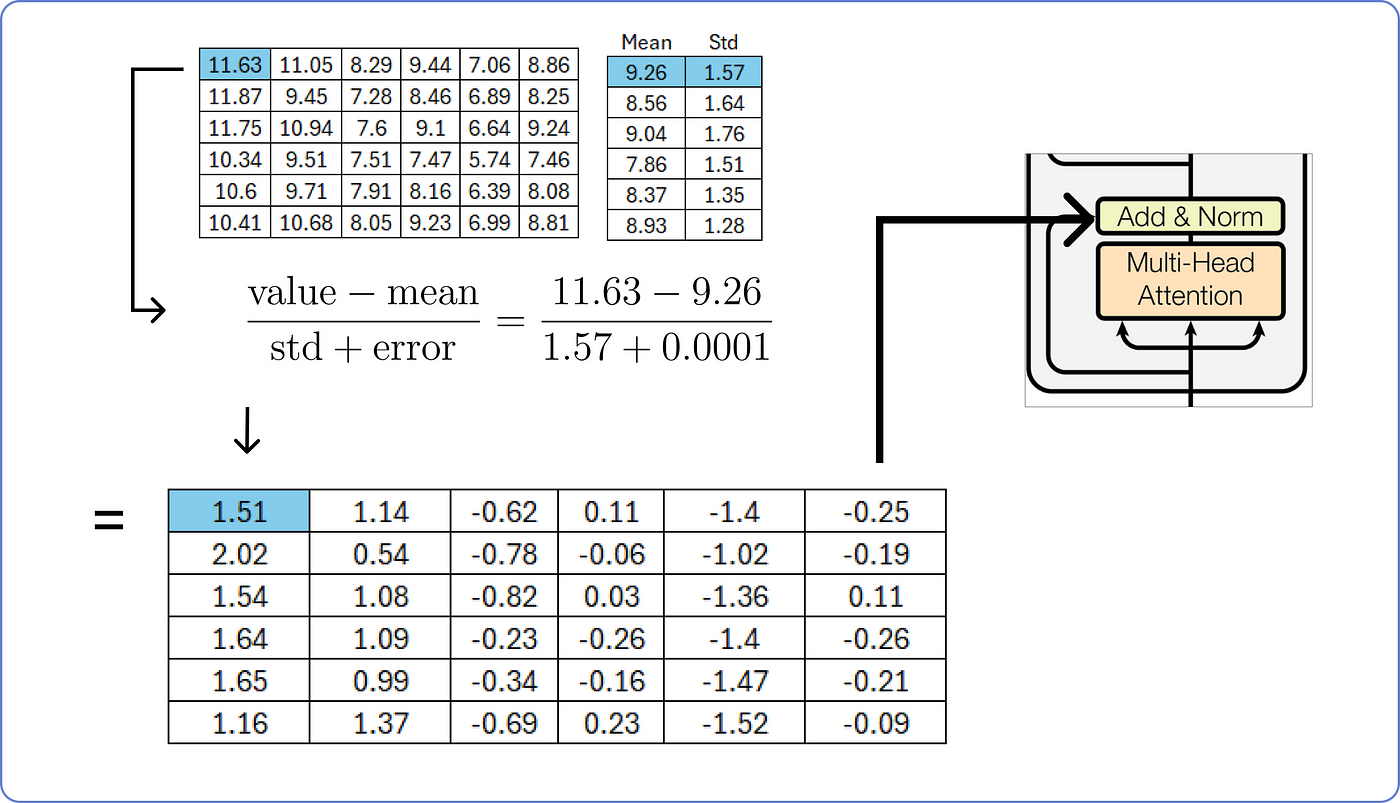 Mean Std
11.63 11.05 8.29 9.44 7.06 8.86
11.87 9.45 7.28 8.46 6.89 8.25
11.75 10.94 7.6 9.1 6.64 9.24
10.34 9.51 7.51 7.47 5.74 7.46
10.6 9.71 7.91 8.16 6.39 8.08
10.41 10.68 8.05 9.23 6.99 8.81
9.26 1.57
8.56 1.64
9.04 1.76
7.86 1.51
8.37 1.35
8.93 1.28
value − mean
std + error
=
11.63 − 9.26
1.57 + 0.0001
Add & Norm
Multi-Head
Attention
=
1.51 1.14 -0.62 0.11 -1.4 -0.25
2.02 0.54 -0.78 -0.06 -1.02 -0.19
1.54 1.08 -0.82 0.03 -1.36 0.11
1.64 1.09 -0.23 -0.26 -1.4 -0.26
1.65 0.99 -0.34 -0.16 -1.47 -0.21
1.16 1.37 -0.69 0.23 -1.52 -0.09